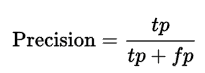 Precision = tp / (tp + fp)